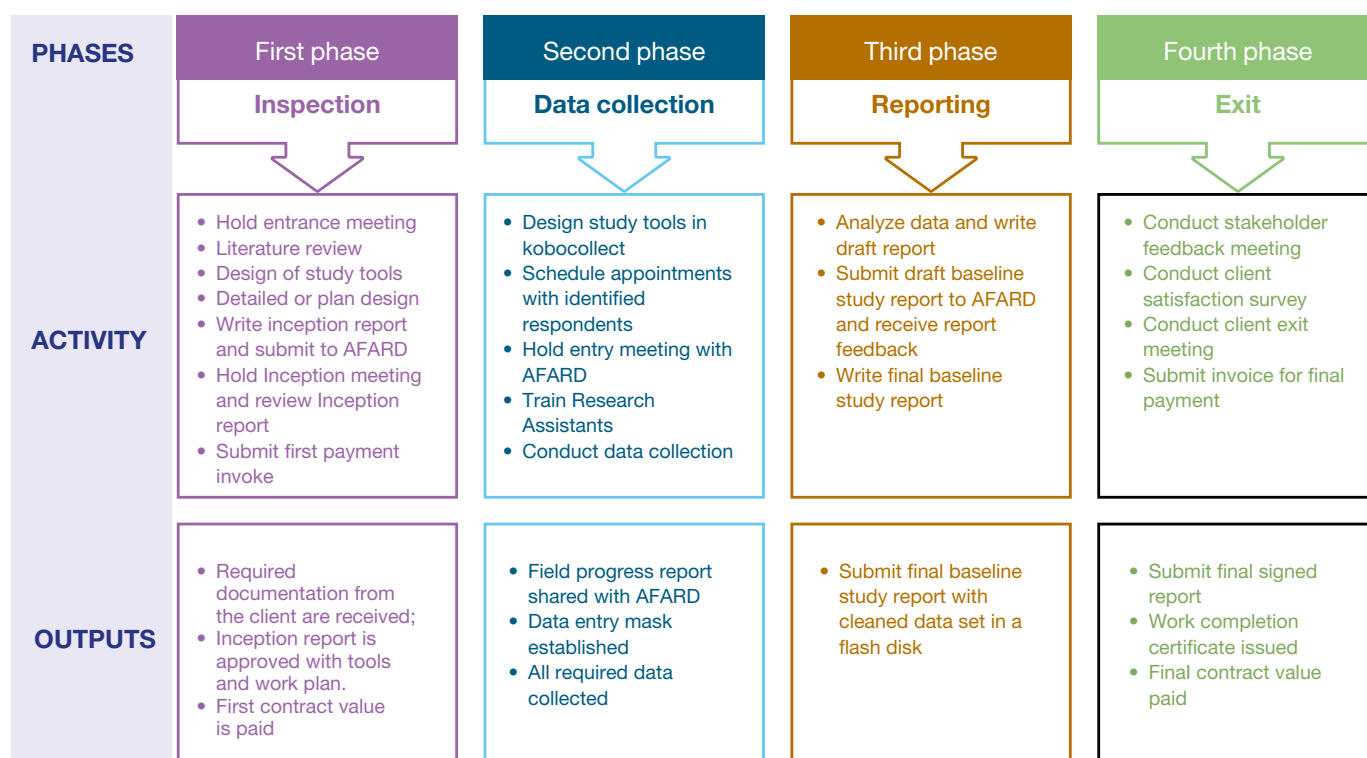 PHASES
First phase
Second phase
Third phase
Fourth phase
Inspection
Data collection
Reporting
Exit
ACTIVITY
• Hold entrance meeting
• Literature review
• Design of study tools
• Detailed or plan design
• Write inception report
and submit to AFARD
• Hold Inception meeting
and review Inception
report
• Submit first payment
invoke
• Design study tools in
kobocollect
• Schedule appointments
with identified
respondents
• Hold entry meeting with
AFARD
• Train Research
Assistants
• Conduct data collection
• Analyze data and write
draft report
• Submit draft baseline
study report to AFARD
and receive report
feedback
• Write final baseline
study report
• Conduct stakeholder
feedback meeting
• Conduct client
satisfaction survey
• Conduct client exit
meeting
• Submit invoice for final
payment
OUTPUTS
• Required
documentation from
the client are received;
• Inception report is
approved with tools
and work plan.
• First contract value
is paid
• Field progress report
shared with AFARD
• Data entry mask
established
• All required data
collected
• Submit final baseline
study report with
cleaned data set in a
flash disk
• Submit final signed
report
• Work completion
certificate issued
• Final contract value
paid